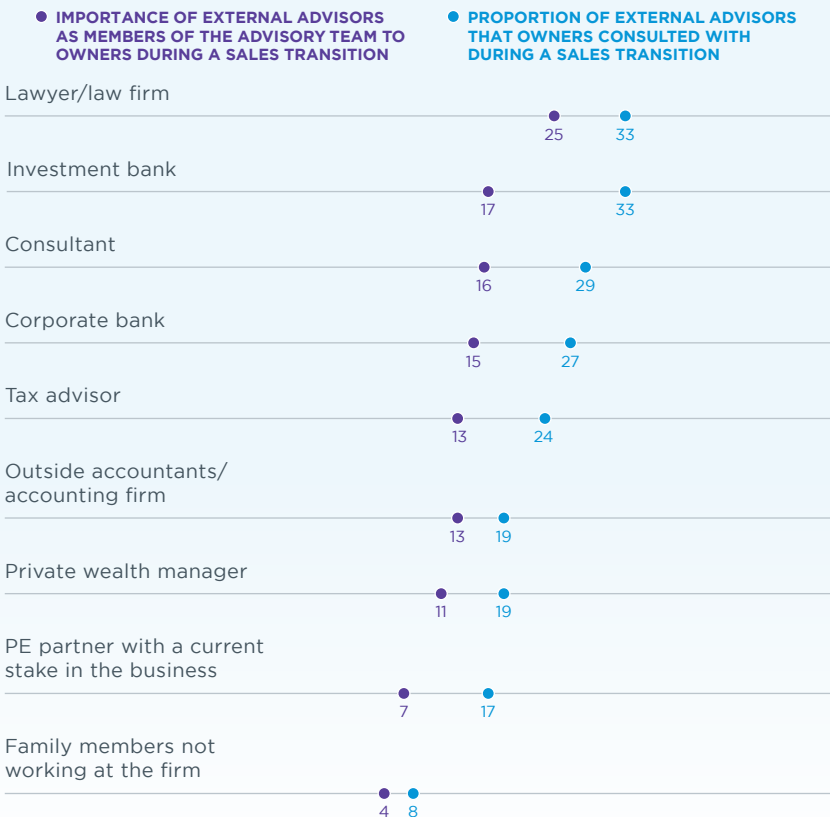 IMPORTANCE OF EXTERNAL ADVISORS
AS MEMBERS OF THE ADVISORY TEAM TO
OWNERS DURING A SALES TRANSITION
PROPORTION OF EXTERNAL ADVISORS
THAT OWNERS CONSULTED WITH
DURING A SALES TRANSITION
Lawyer/law firm
25 33
Investment bank
17 33
Consultant
16 29
Corporate bank
15 27
Tax advisor
13 24
Outside accountants/
accounting firm
13 19
Private wealth manager
11 19
PE partner with a current
stake in the business
7 17
Family members not
working at the firm
4 8